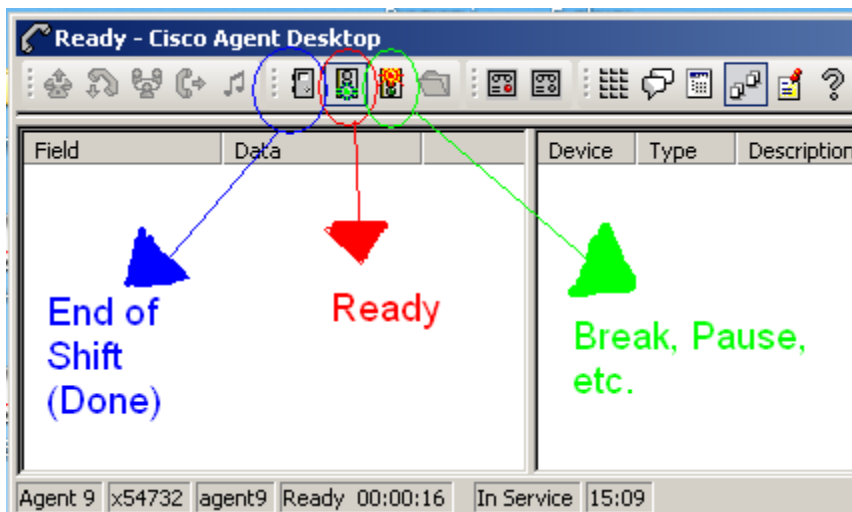 Ready - Cisco Agent Desktop
Field Data
Device Type Description
End of
Shift
(Done)
Ready
Break, Pause,
etc.
Agent 9 x54732 agent9 Ready 00:00:16 In Service 15:09